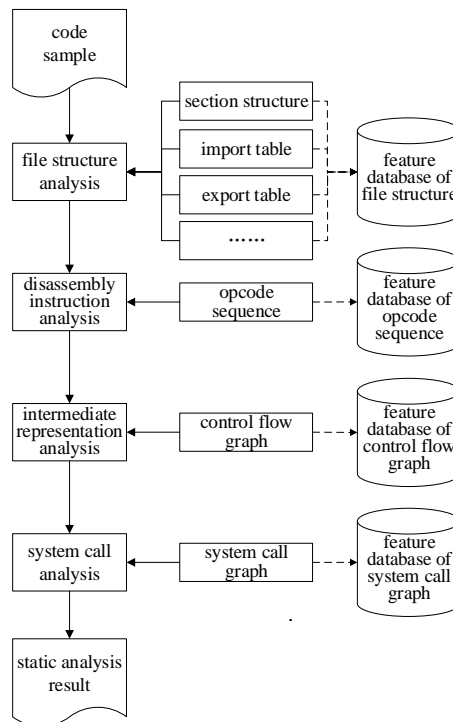 code
sample
file structure
analysis
section structure
import table
export table
……
feature
database of
file structure
disassembly
instruction
analysis
opcode
sequence
feature
database of
opcode
sequence
intermediate
representation
analysis
control flow
graph
feature
database of
control flow
graph
system call
analysis
system call
graph
feature
database of
system call
graph
static analysis
result